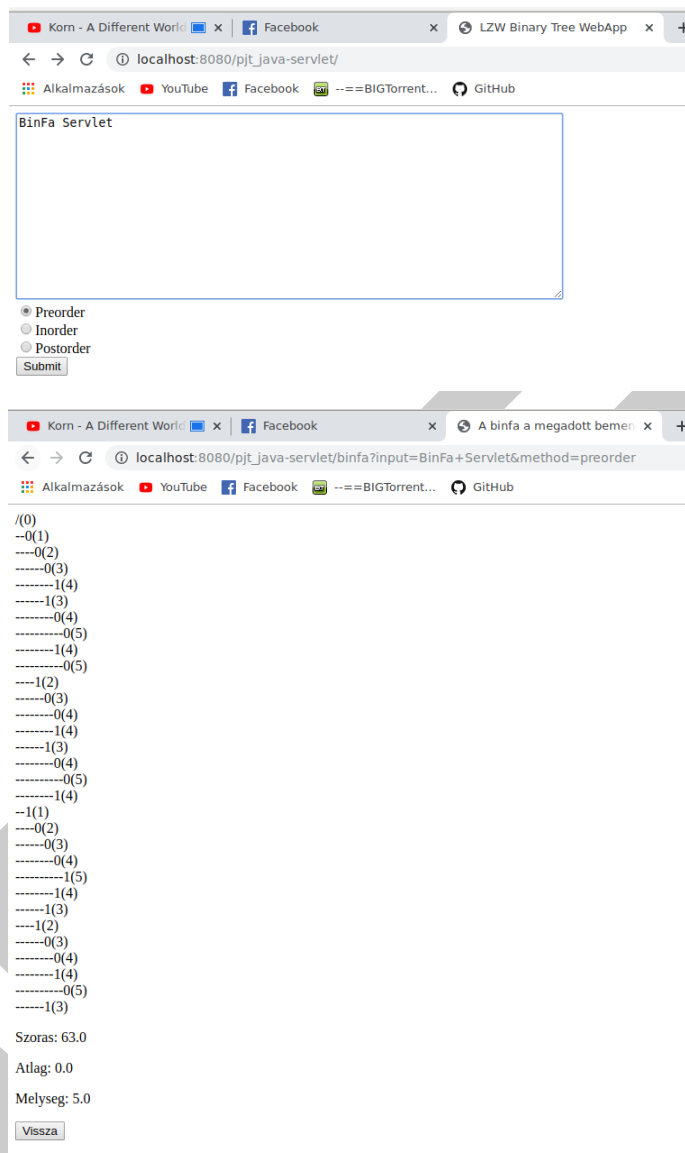 Korn - A Different World
Facebook
LZW Binary Tree WebApp
localhost:8080/pjt_java-servlet/
Alkalmazások YouTube Facebook --==BIGTorrent... GitHub
BinFa Servlet
Preorder
Inorder
Postorder
Submit
Korn - A Different World
Facebook
A binfa a megadott bemen
localhost:8080/pjt_java-servlet/binfa?input=BinFa+Servlet&method=preorder
Alkalmazások YouTube Facebook --==BIGTorrent... GitHub
/(0)
--0(1)
----0(2)
------0(3)
--------1(4)
------1(3)
--------0(4)
----------0(5)
--------1(4)
----------0(5)
----1(2)
------0(3)
--------0(4)
--------1(4)
------1(3)
--------0(4)
----------0(5)
--------1(4)
--1(1)
----0(2)
------0(3)
--------0(4)
----------1(5)
--------1(4)
------1(3)
----1(2)
------0(3)
--------0(4)
--------1(4)
----------0(5)
------1(3)
Szoras: 63.0
Atlag: 0.0
Melyseg: 5.0
Vissza